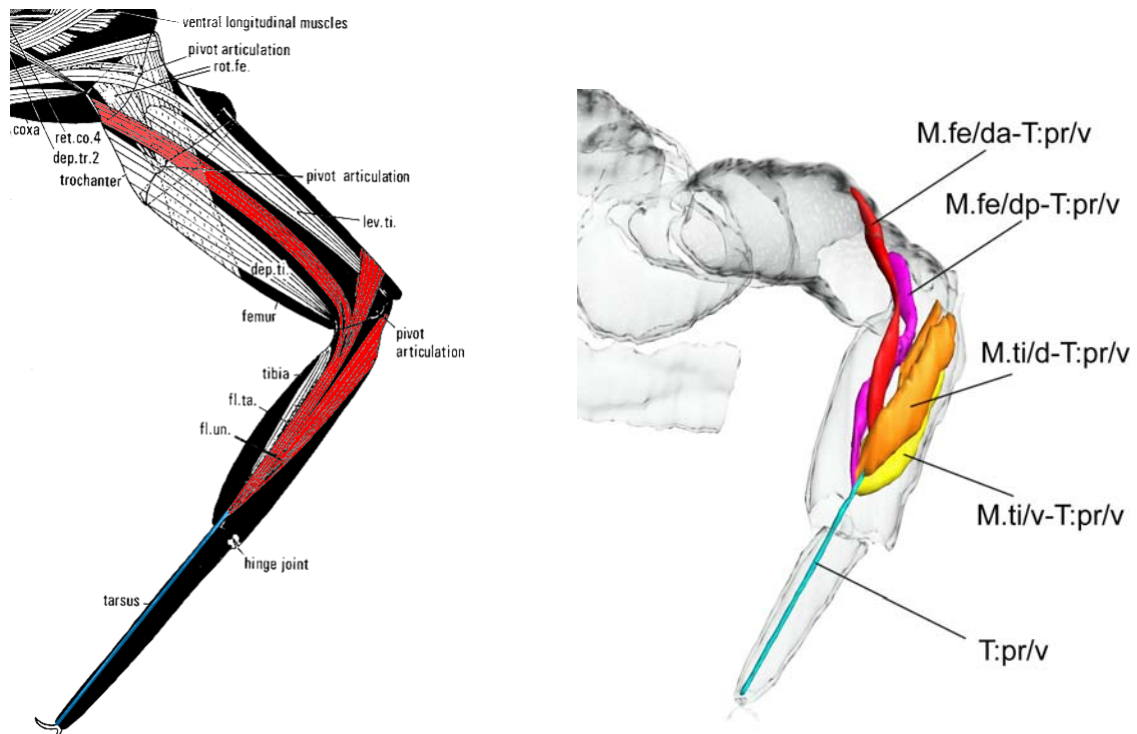 ventral longitudinal muscles
pivot articulation
rot.fe.
coxa
ret.co.4
dep.tr.2
trochanter
pivot articulation
lev.ti.
dep.ti.
femur
pivot
articulation
tibia
fl.ta.
fl.un.
hinge joint
tarsus
M.fe/da-T:pr/v
M.fe/dp-T:pr/v
M.ti/d-T:pr/v
M.ti/v-T:pr/v
T:pr/v